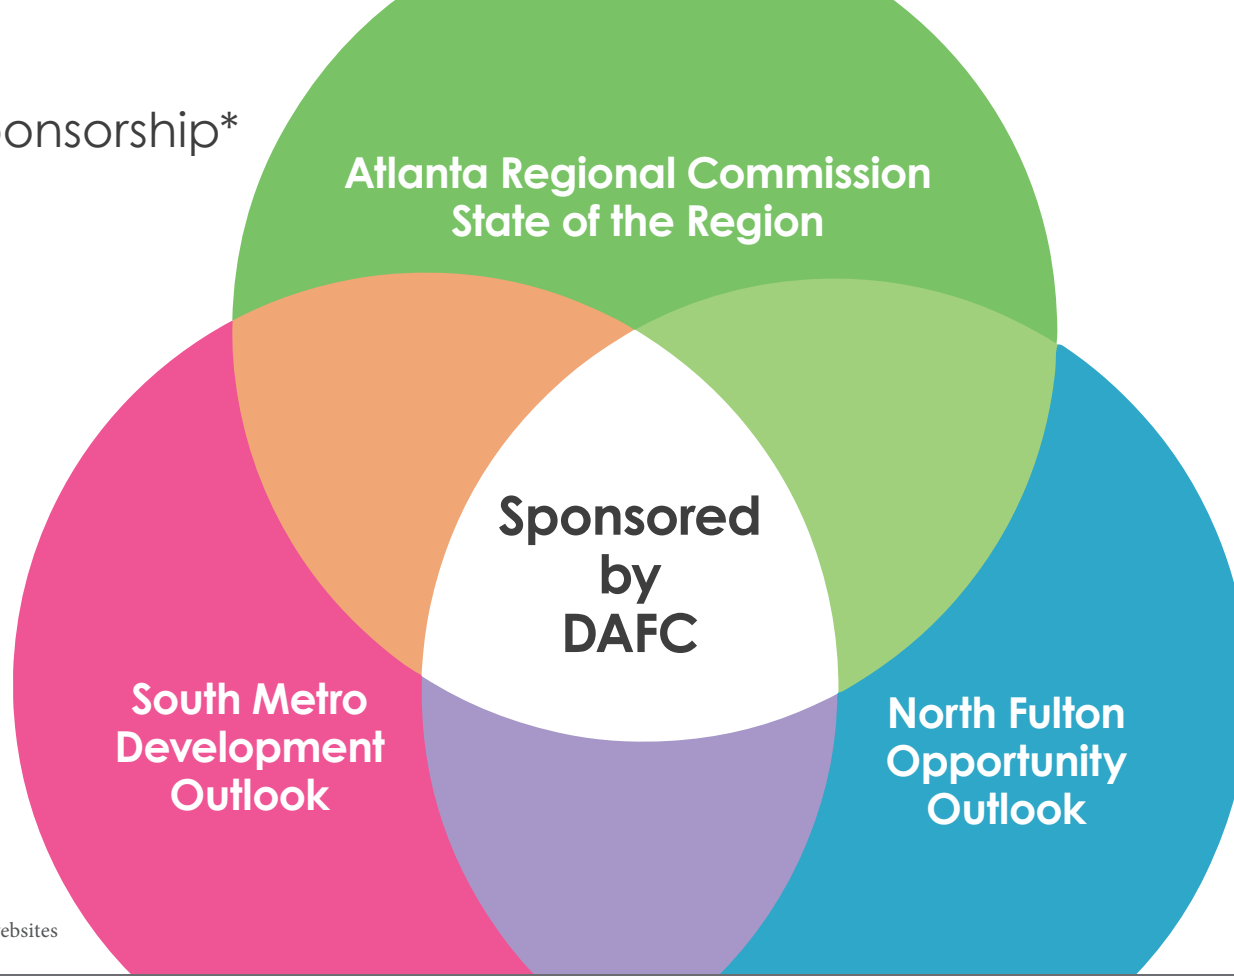 ponsorship*
Atlanta Regional Commission
State of the Region
Sponsored
by
DAFC
South Metro
Development
Outlook
North Fulton
Opportunity
Outlook
ebsites